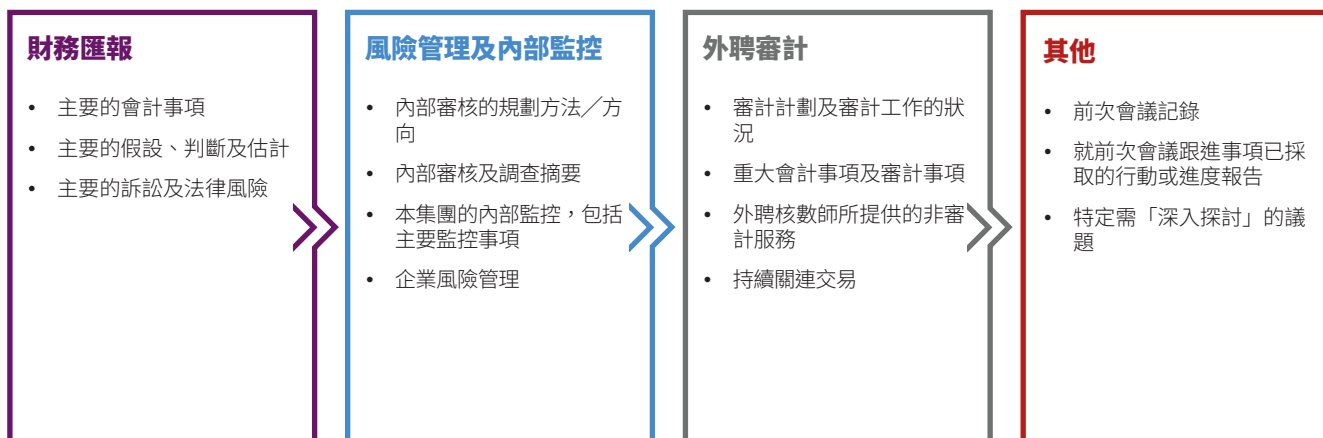 財務匯報
• 主要的會計事項
• 主要的假設、判斷及估計
• 主要的訴訟及法律風險
風險管理及內部監控
• 內部審核的規劃方法／方
向
• 內部審核及調查摘要
• 本集團的內部監控，包括
主要監控事項
• 企業風險管理
外聘審計
• 審計計劃及審計工作的狀
況
• 重大會計事項及審計事項
• 外聘核數師所提供的非審
計服務
• 持續關連交易
其他
• 前次會議記錄
• 就前次會議跟進事項已採
取的行動或進度報告
• 特定需「深入探討」的議
題